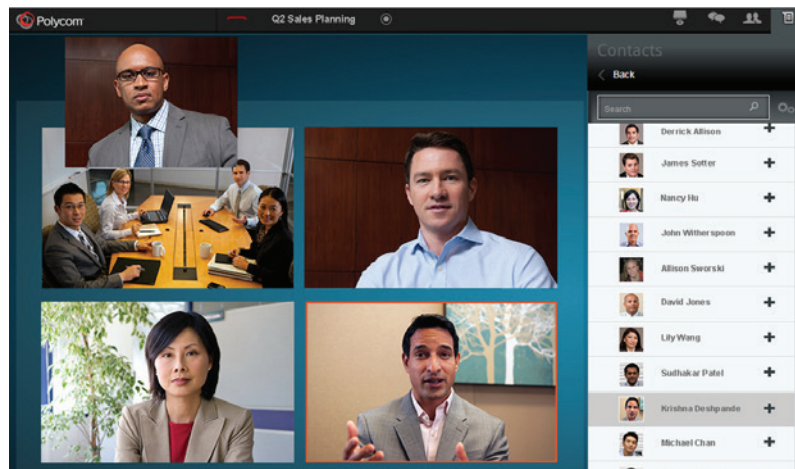 Polycom
Q2 Sales Planning
Contacts
Back
Search
Derrick Allison
James Sotter
Nancy Hu
John Witherspoon
Allison Sworski
David Jones
Lily Wang
Sudhakar Patel
Krishna Deshpande
Michael Chan